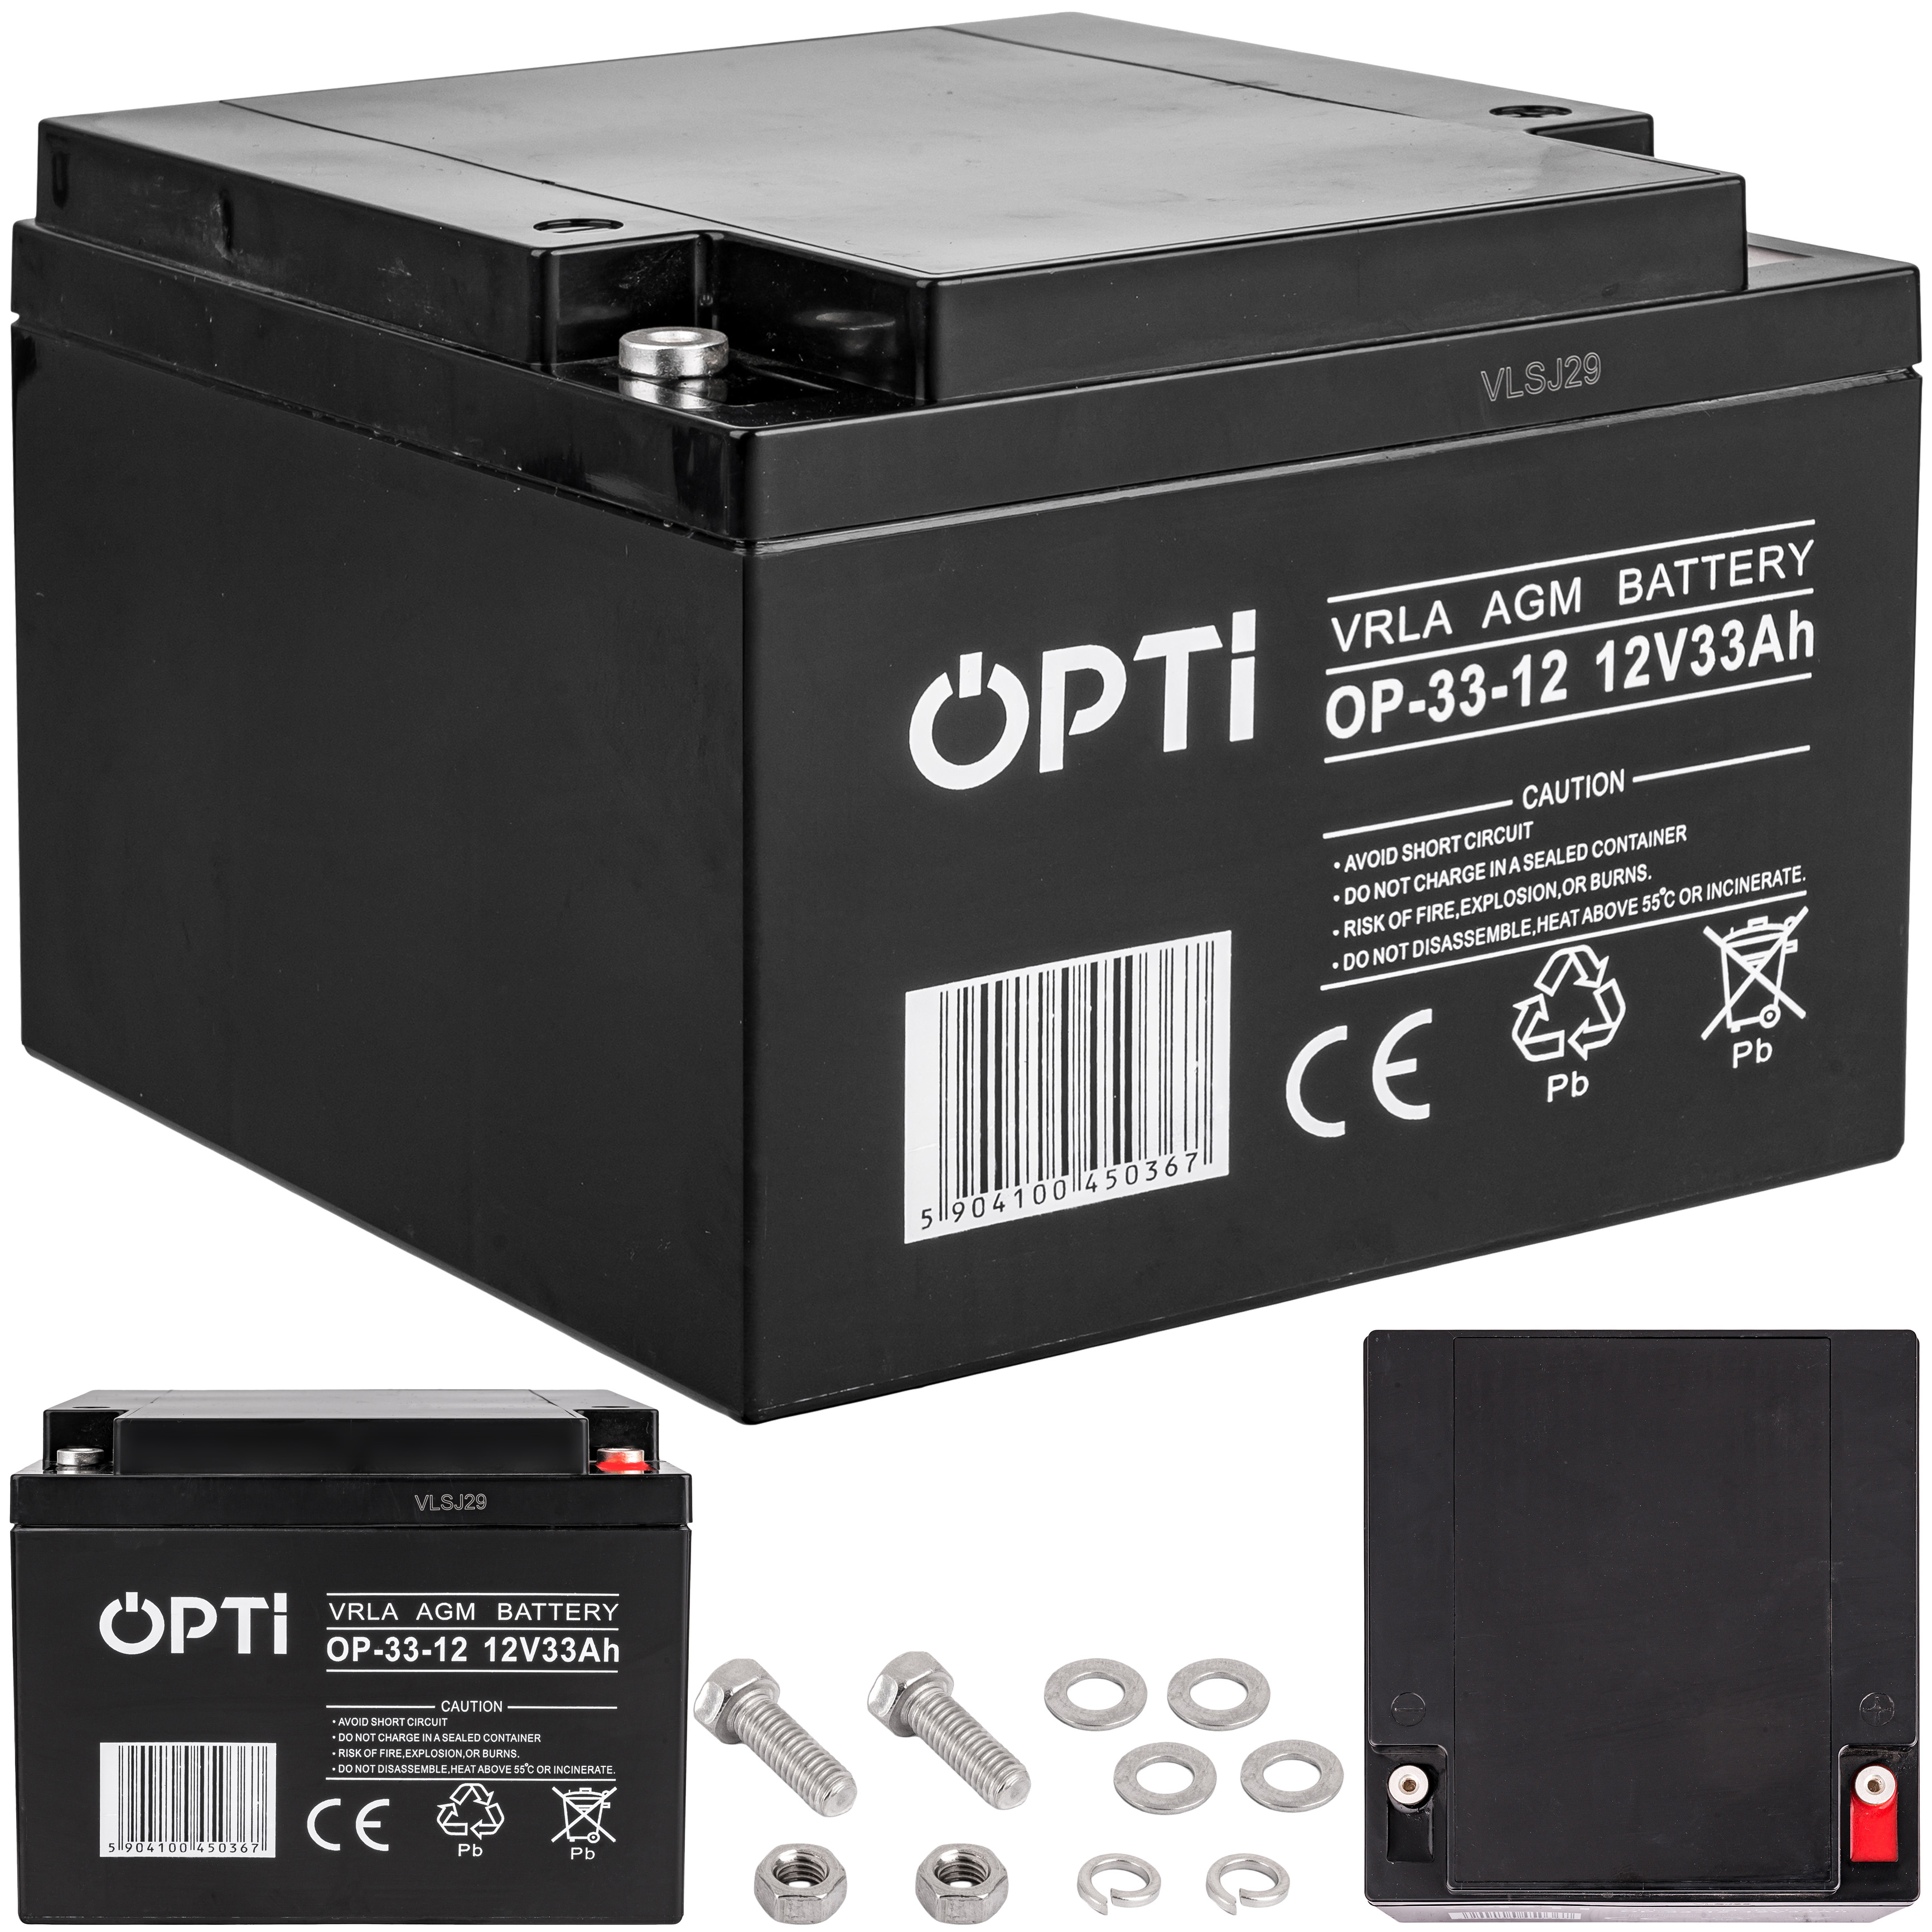 VLSJ29
OPTi
VRLA AGM BATTERY
OP-33-12 12V33Ah
CAUTION
• AVOID SHORT CIRCUIT
• DO NOT CHARGE IN A SEALED CONTAINER
• RISK OF FIRE,EXPLOSION,OR BURNS.
• DO NOT DISASSEMBLE,HEAT ABOVE 55°C OR INCINERATE.
5 904100 450367
CE
Pb
Pb
VLSJ29
OPTi
VRLA AGM BATTERY
OP-33-12 12V33Ah
CAUTION
• AVOID SHORT CIRCUIT
• DO NOT CHARGE IN A SEALED CONTAINER
• RISK OF FIRE,EXPLOSION,OR BURNS.
• DO NOT DISASSEMBLE,HEAT ABOVE 55°C OR INCINERATE.
5 904100 450367
CE
Pb
Pb